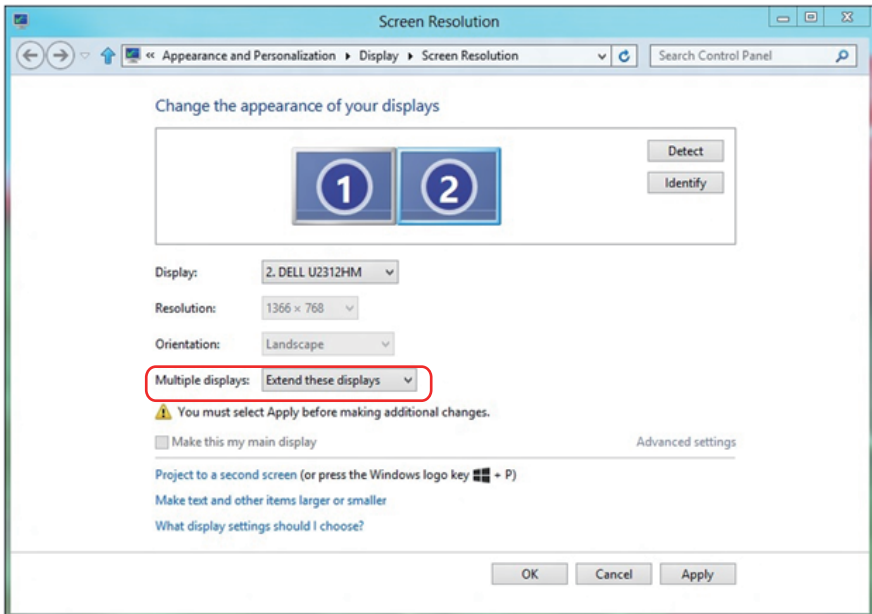 Screen Resolution
« Appearance and Personalization ▸ Display ▸ Screen Resolution
Search Control Panel
Change the appearance of your displays
1 2
Detect
Identify
Display: 2. DELL U2312HM
Resolution: 1366 × 768
Orientation: Landscape
Multiple displays: Extend these displays
You must select Apply before making additional changes.
Make this my main display Advanced settings
Project to a second screen (or press the Windows logo key + P)
Make text and other items larger or smaller
What display settings should I choose?
OK Cancel Apply